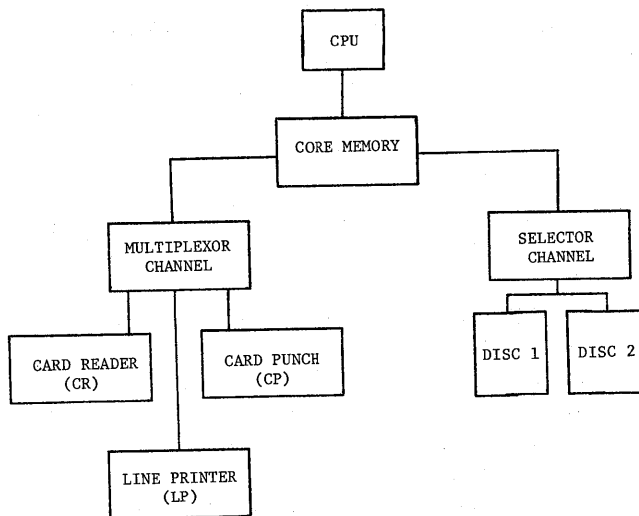 CPU
CORE MEMORY
MULTIPLEXOR
CHANNEL
SELECTOR
CHANNEL
CARD READER
(CR)
CARD PUNCH
(CP)
DISC 1
DISC 2
LINE PRINTER
(LP)